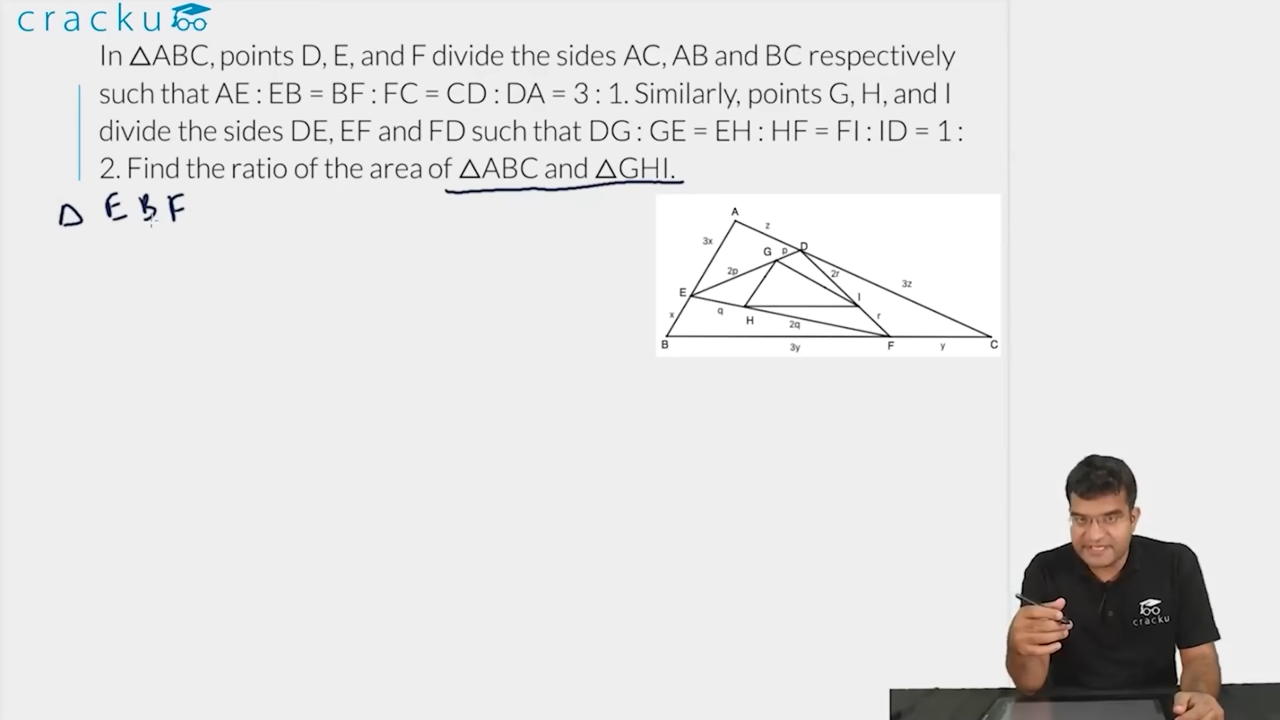 cracku
In △ABC, points D, E, and F divide the sides AC, AB and BC respectively
such that AE : EB = BF : FC = CD : DA = 3 : 1. Similarly, points G, H, and I
divide the sides DE, EF and FD such that DG : GE = EH : HF = FI : ID = 1 :
2. Find the ratio of the area of △ABC and △GHI.
△ EBF
A
z
3x
G p D
2p
2r
3z
E
I
x
q
H
r
2q
B
3y
F
y
C
cracku